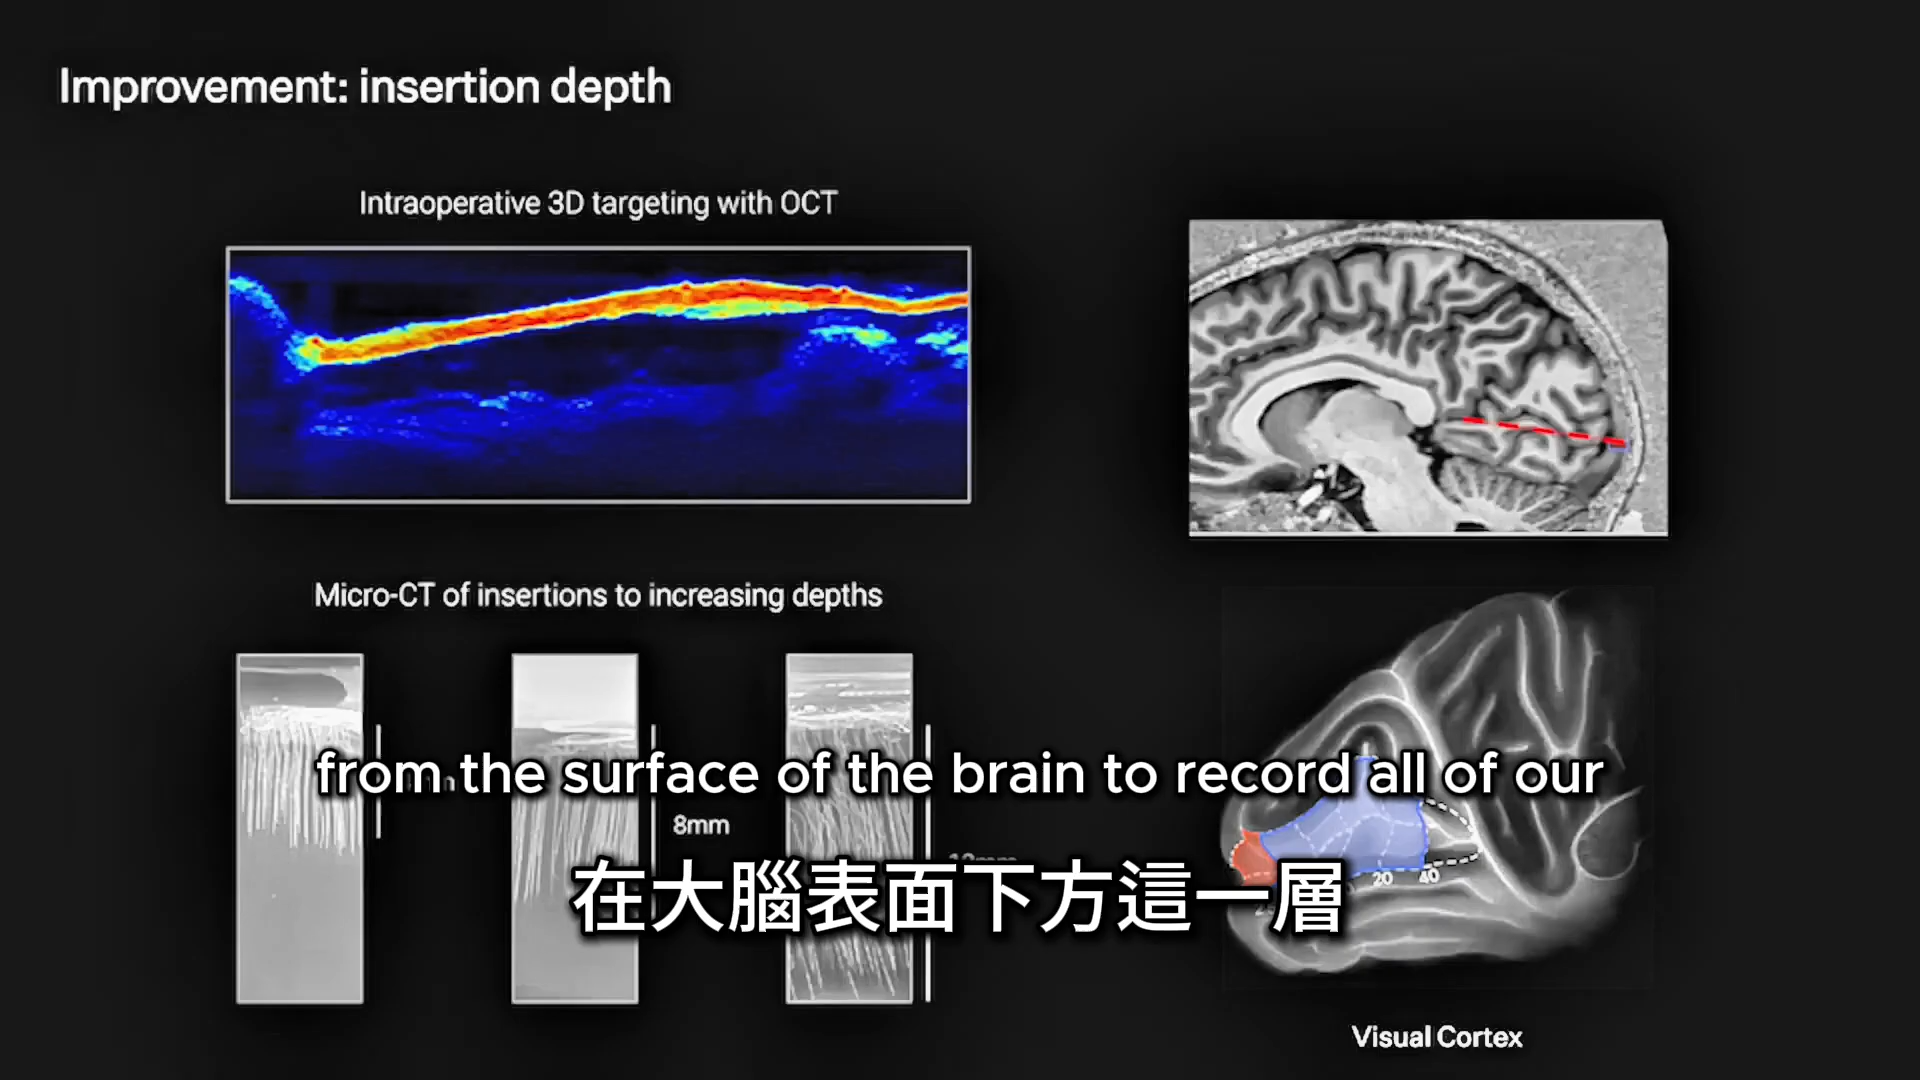 Improvement: insertion depth
Intraoperative 3D targeting with OCT
Micro-CT of insertions to increasing depths
8mm
from the surface of the brain to record all of our
在大腦表面下方這一層
20 40
Visual Cortex